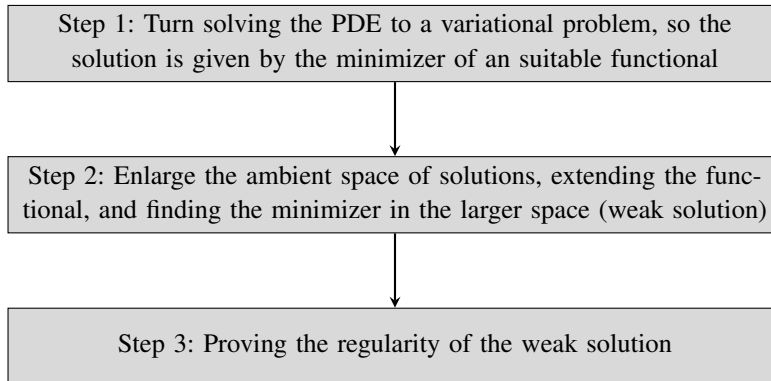 Step 1: Turn solving the PDE to a variational problem, so the
solution is given by the minimizer of an suitable functional
Step 2: Enlarge the ambient space of solutions, extending the func-
tional, and finding the minimizer in the larger space (weak solution)
Step 3: Proving the regularity of the weak solution